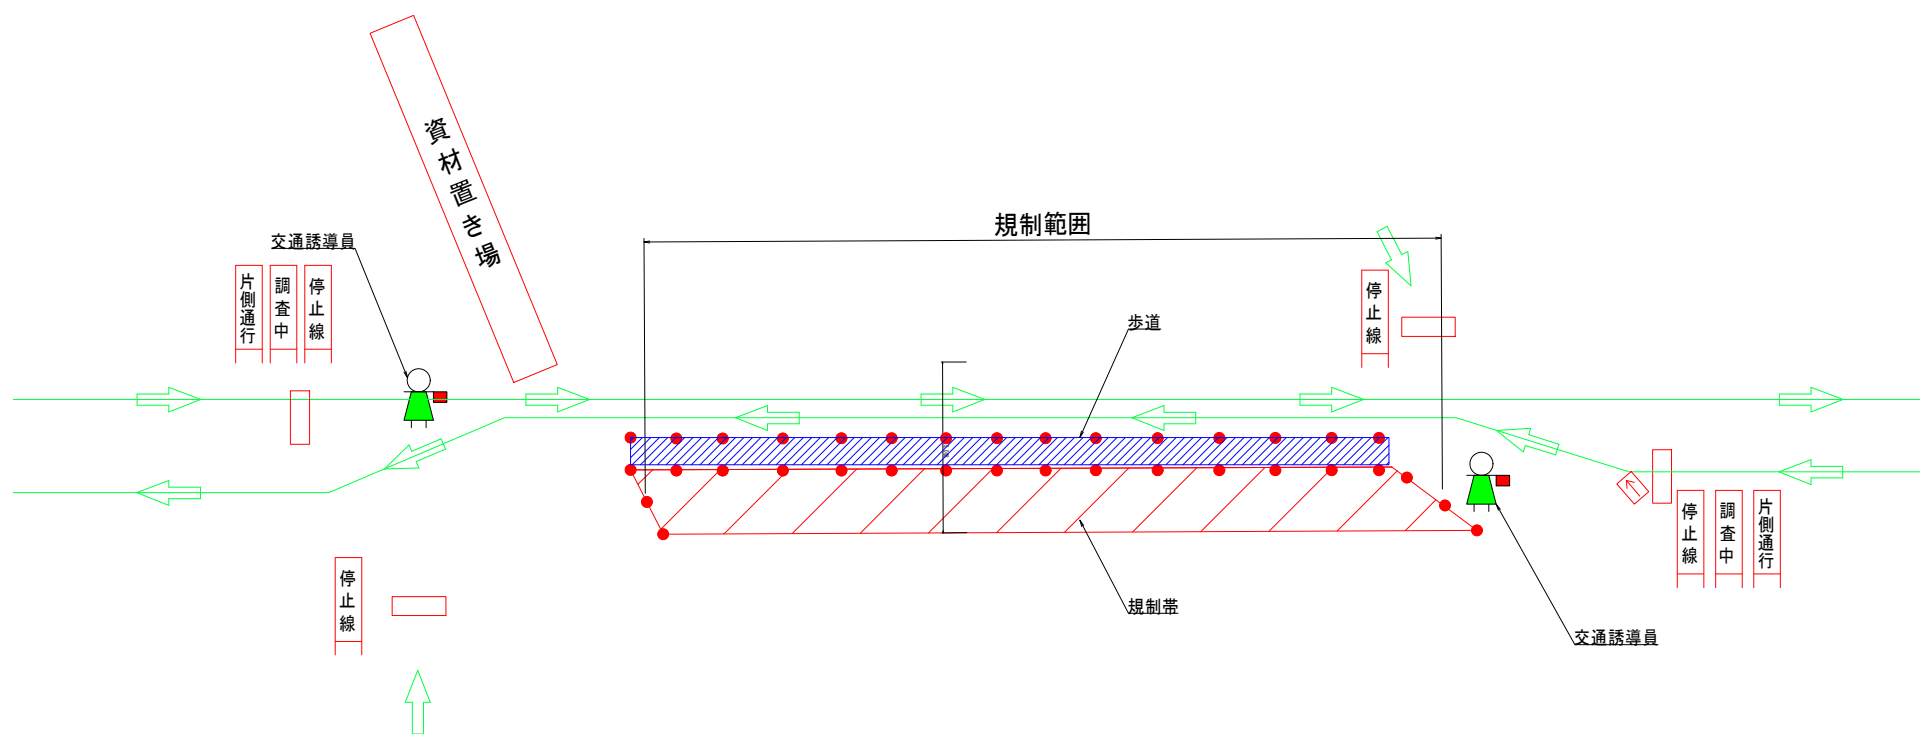 資材置き場
規制範囲
交通誘導員
片側通行
調査中
停止線
停止線
歩道
停止線
調査中
片側通行
停止線
規制帯
交通誘導員